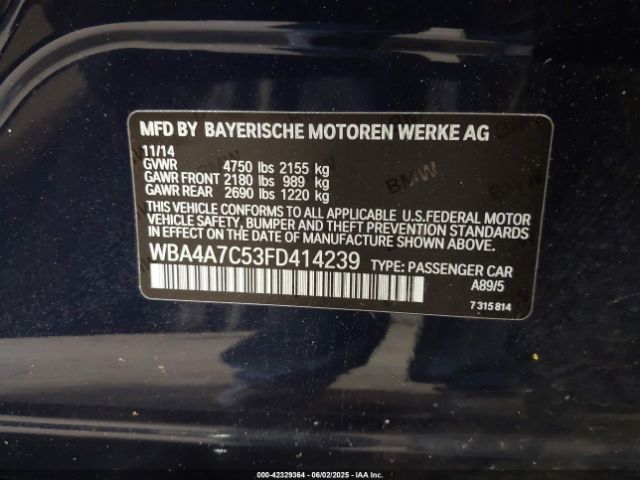 MFD BY BAYERISCHE MOTOREN WERKE AG
11/14
GVWR 4750 lbs 2155 kg
GAWR FRONT 2180 lbs 989 kg
GAWR REAR 2690 lbs 1220 kg
THIS VEHICLE CONFORMS TO ALL APPLICABLE U.S.FEDERAL MOTOR
VEHICLE SAFETY, BUMPER AND THEFT PREVENTION STANDARDS
IN EFFECT ON THE DATE OF MANUFACTURE SHOWN ABOVE.
WBA4A7C53FD414239 TYPE: PASSENGER CAR
A89/5
7 315 814
000-42329364 - 06/02/2025 - IAA Inc.